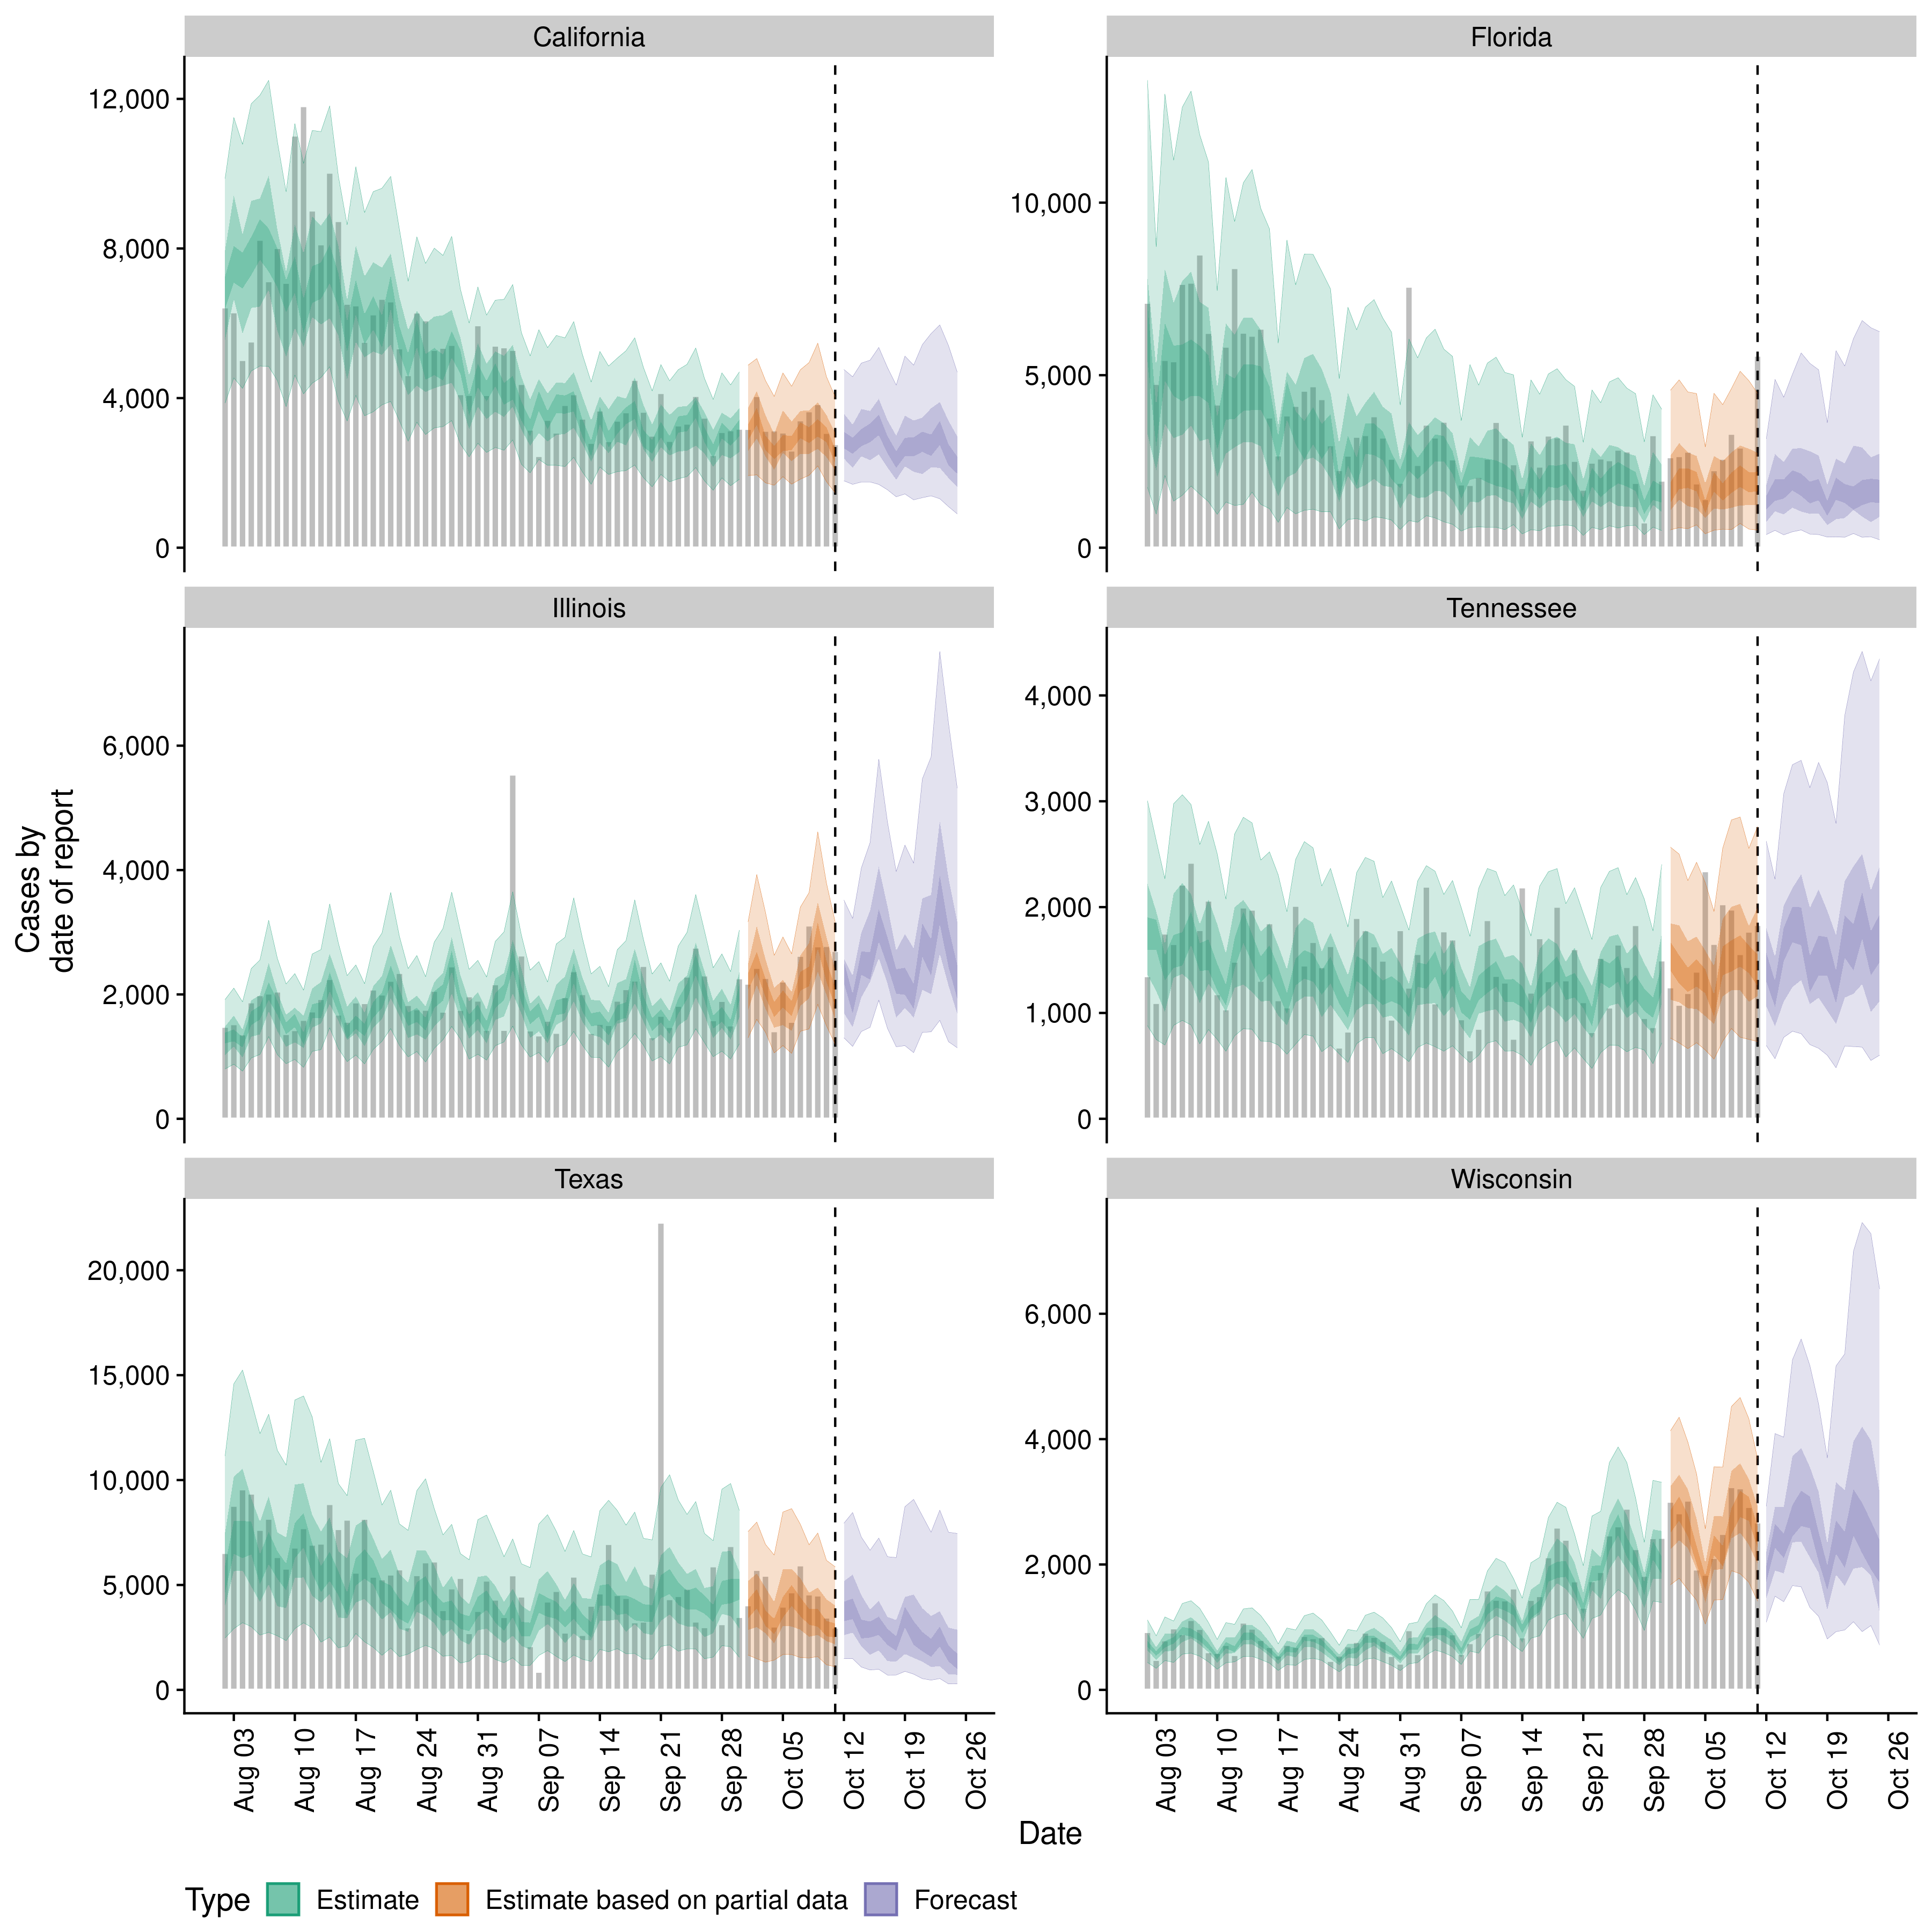 California
Florida
12,000
8,000
4,000
0
10,000
5,000
0
Illinois
Tennessee
6,000
4,000
2,000
0
4,000
3,000
2,000
1,000
0
Cases by
date of report
Texas
Wisconsin
20,000
15,000
10,000
5,000
0
6,000
4,000
2,000
0
Aug 03
Aug 10
Aug 17
Aug 24
Aug 31
Sep 07
Sep 14
Sep 21
Sep 28
Oct 05
Oct 12
Oct 19
Oct 26
Aug 03
Aug 10
Aug 17
Aug 24
Aug 31
Sep 07
Sep 14
Sep 21
Sep 28
Oct 05
Oct 12
Oct 19
Oct 26
Date
Type Estimate Estimate based on partial data Forecast